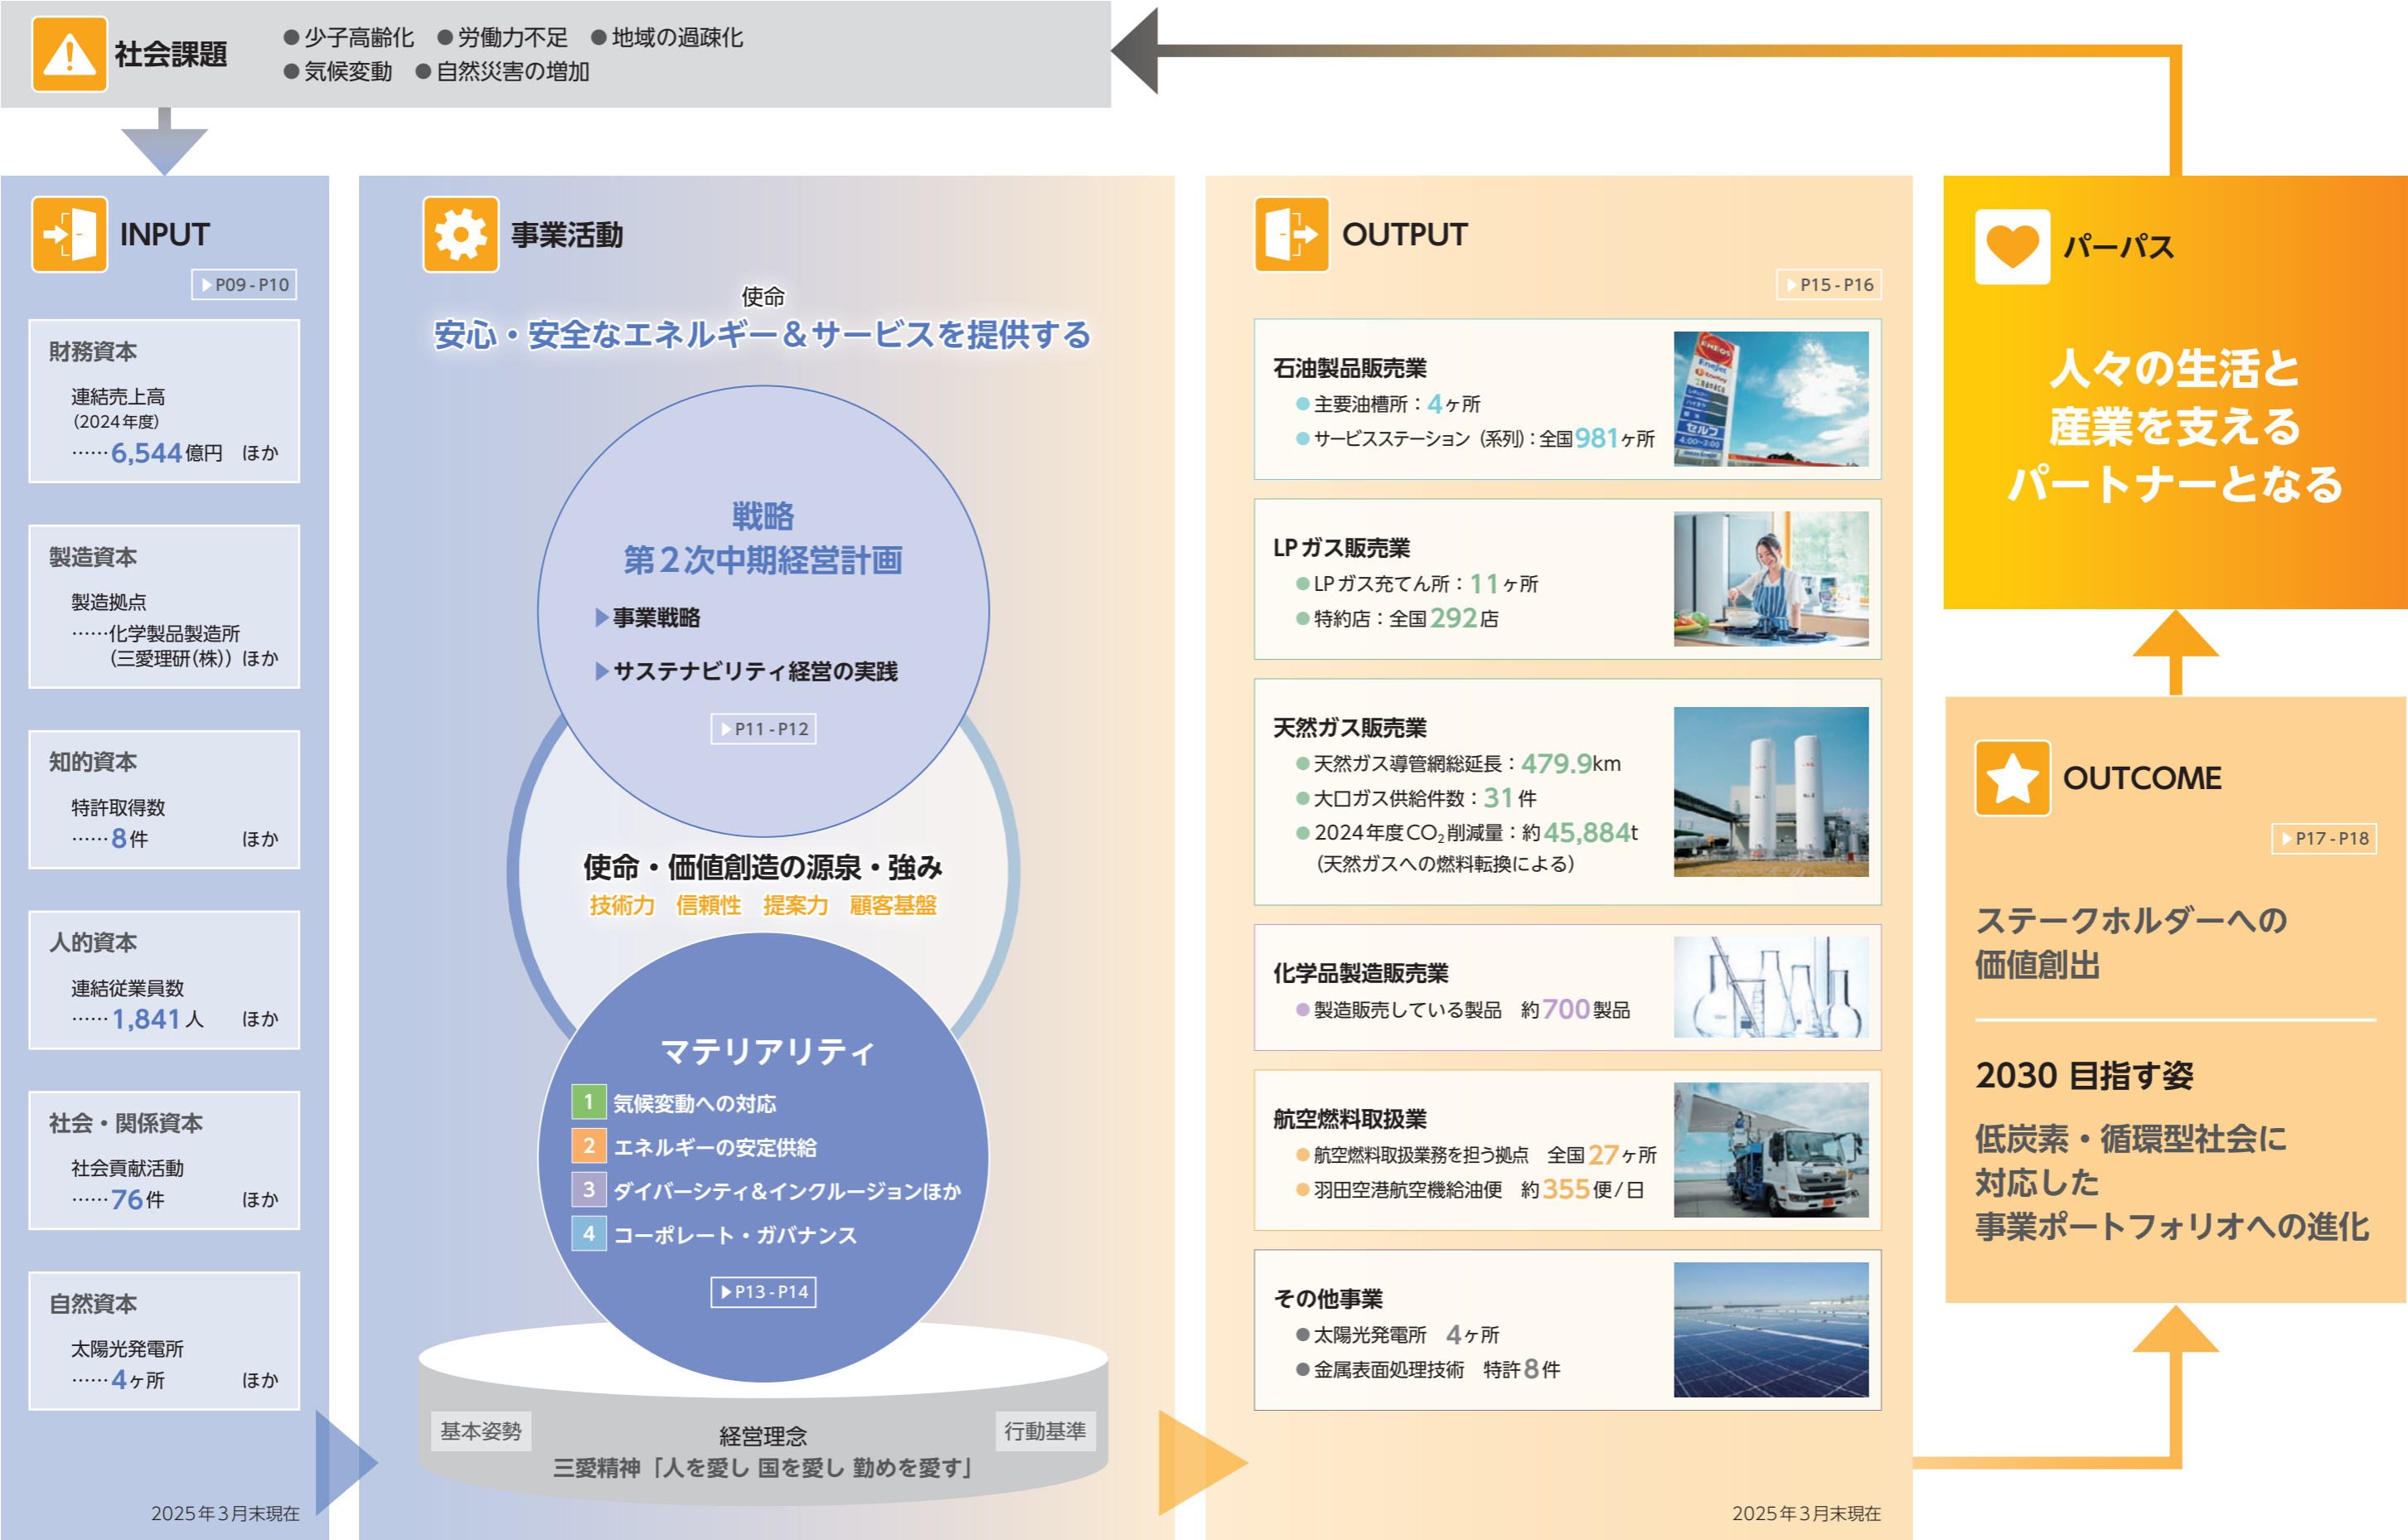 社会課題
●少子高齢化 ●労働力不足 ●地域の過疎化
●気候変動 ●自然災害の増加
INPUT
▶P09-P10
財務資本
連結売上高
(2024年度)
……6,544億円 ほか
製造資本
製造拠点
……化学製品製造所
(三愛理研(株)) ほか
知的資本
特許取得数
……8件 ほか
人的資本
連結従業員数
……1,841人 ほか
社会・関係資本
社会貢献活動
……76件 ほか
自然資本
太陽光発電所
……4ヶ所 ほか
2025年3月末現在
事業活動
使命
安心・安全なエネルギー&サービスを提供する
戦略
第2次中期経営計画
▶事業戦略
▶サステナビリティ経営の実践
▶P11-P12
使命・価値創造の源泉・強み
技術力 信頼性 提案力 顧客基盤
マテリアリティ
1 気候変動への対応
2 エネルギーの安定供給
3 ダイバーシティ&インクルージョンほか
4 コーポレート・ガバナンス
▶P13-P14
基本姿勢
経営理念
行動基準
三愛精神「人を愛し 国を愛し 勤めを愛す」
OUTPUT
▶P15-P16
石油製品販売業
●主要油槽所:4ヶ所
●サービスステーション(系列):全国981ヶ所
ENEOS
EneJet
EneKey
nanaco
セルフ
4:00~3:00
LPガス販売業
●LPガス充てん所:11ヶ所
●特約店:全国292店
天然ガス販売業
●天然ガス導管網総延長:479.9km
●大口ガス供給件数:31件
●2024年度CO₂削減量:約45,884t
(天然ガスへの燃料転換による)
化学品製造販売業
●製造販売している製品 約700製品
航空燃料取扱業
●航空燃料取扱業務を担う拠点 全国27ヶ所
●羽田空港航空機給油便 約355便/日
その他事業
●太陽光発電所 4ヶ所
●金属表面処理技術 特許8件
2025年3月末現在
パーパス
人々の生活と
産業を支える
パートナーとなる
OUTCOME
▶P17-P18
ステークホルダーへの
価値創出
2030 目指す姿
低炭素・循環型社会に
対応した
事業ポートフォリオへの進化